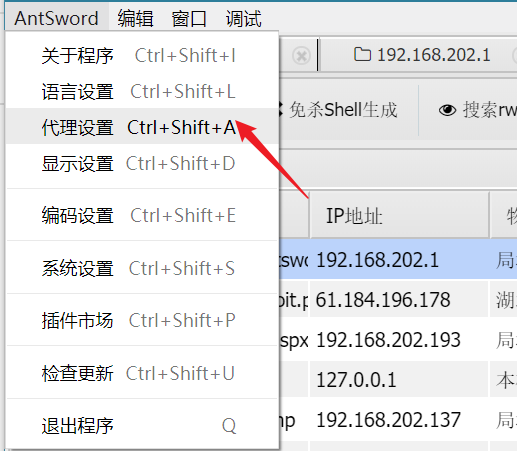 AntSword 编辑 窗口 调试
关于程序 Ctrl+Shift+I
192.168.202.1
语言设置 Ctrl+Shift+L
免杀Shell生成 搜索rw
代理设置 Ctrl+Shift+A
显示设置 Ctrl+Shift+D
编码设置 Ctrl+Shift+E
IP地址
系统设置 Ctrl+Shift+S
192.168.202.1 局
插件市场 Ctrl+Shift+P
bit.p 61.184.196.178 湖
spx 192.168.202.193 局
检查更新 Ctrl+Shift+U
127.0.0.1 本
退出程序 Q
192.168.202.137 局